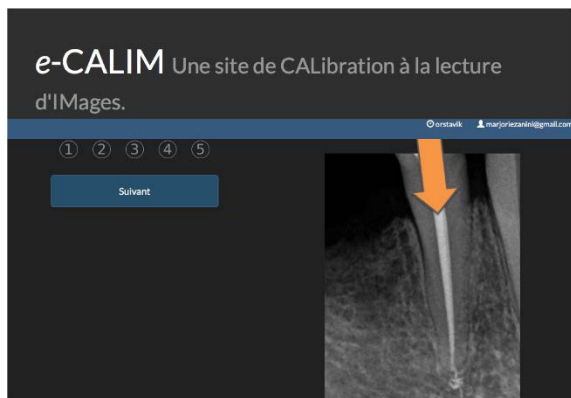 e-CALIM Une site de CALibration à la lecture
d'IMages.
orstavik marjoriezanini@gmail.com
1 2 3 4 5
Suivant